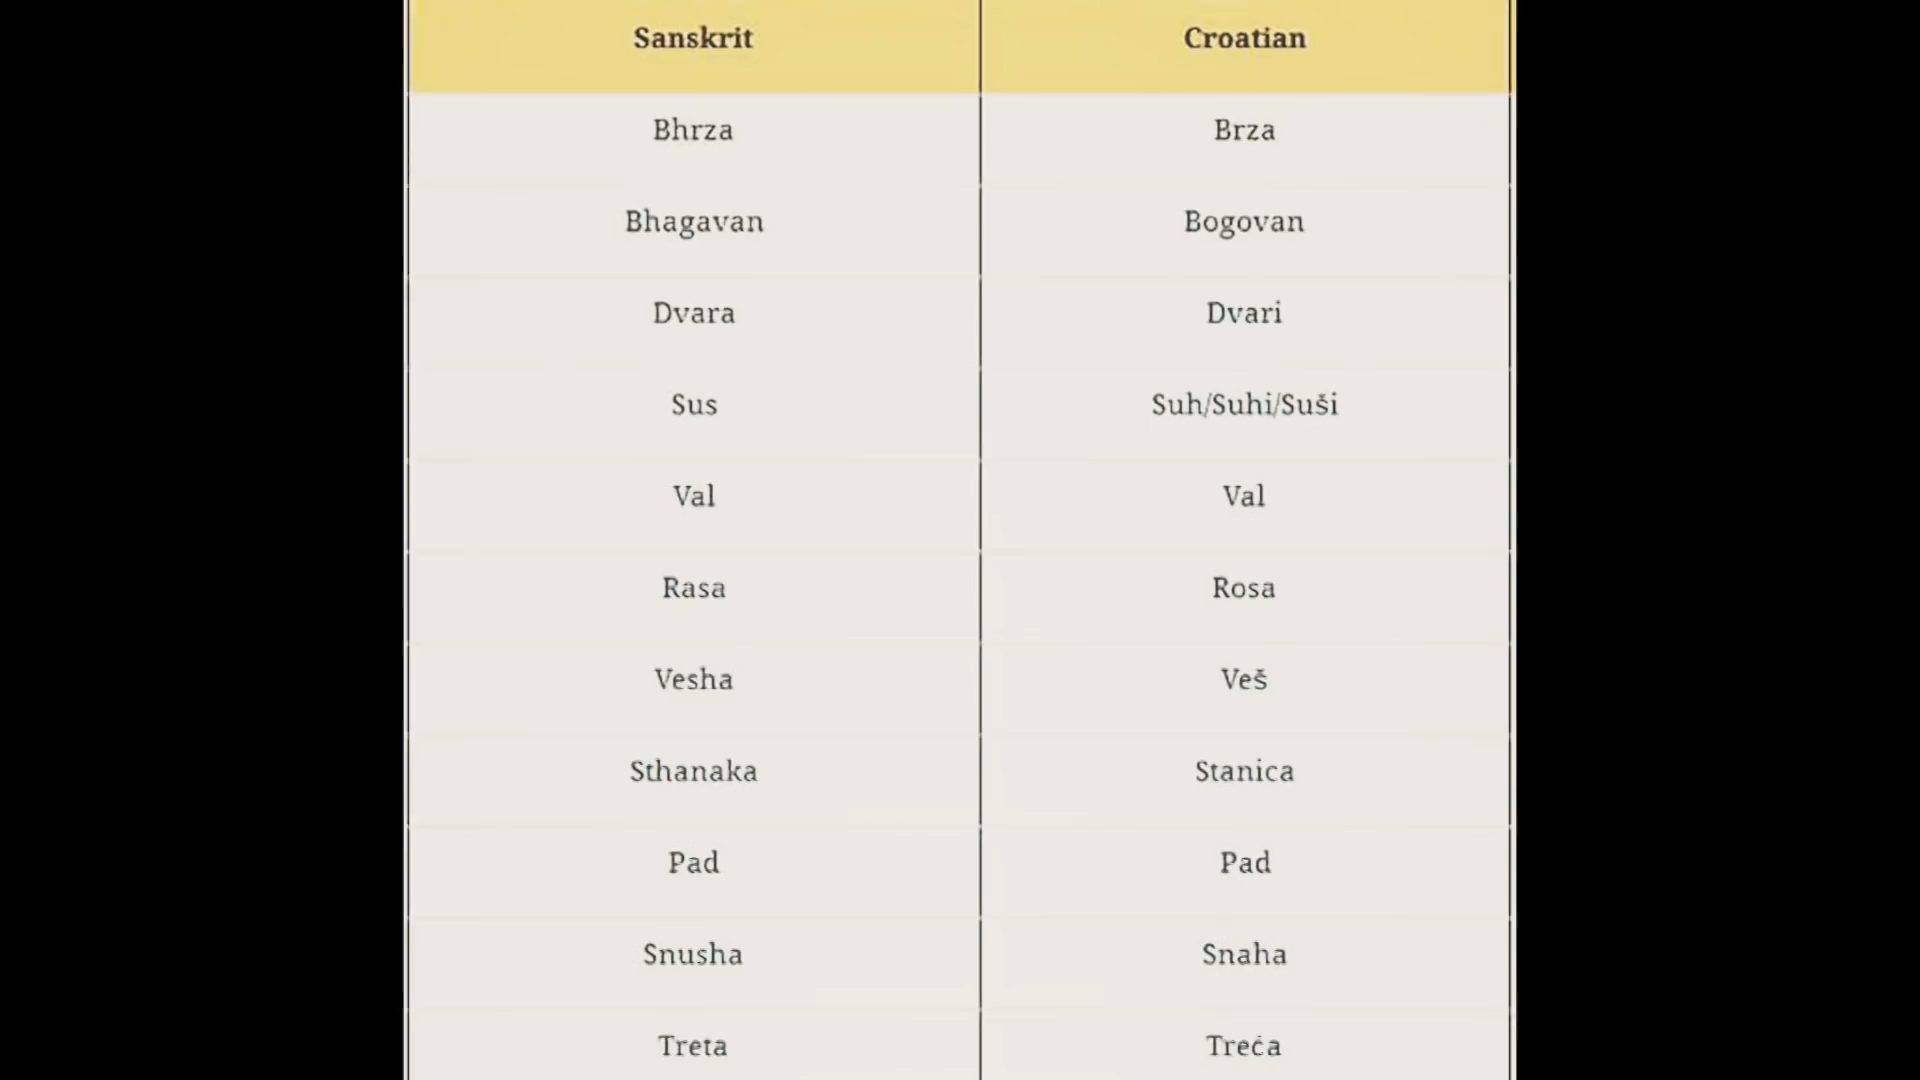 Sanskrit Croatian
Bhrza Brza
Bhagavan Bogovan
Dvara Dvari
Sus Suh/Suhi/Suši
Val Val
Rasa Rosa
Vesha Veš
Sthanaka Stanica
Pad Pad
Snusha Snaha
Treta Treća